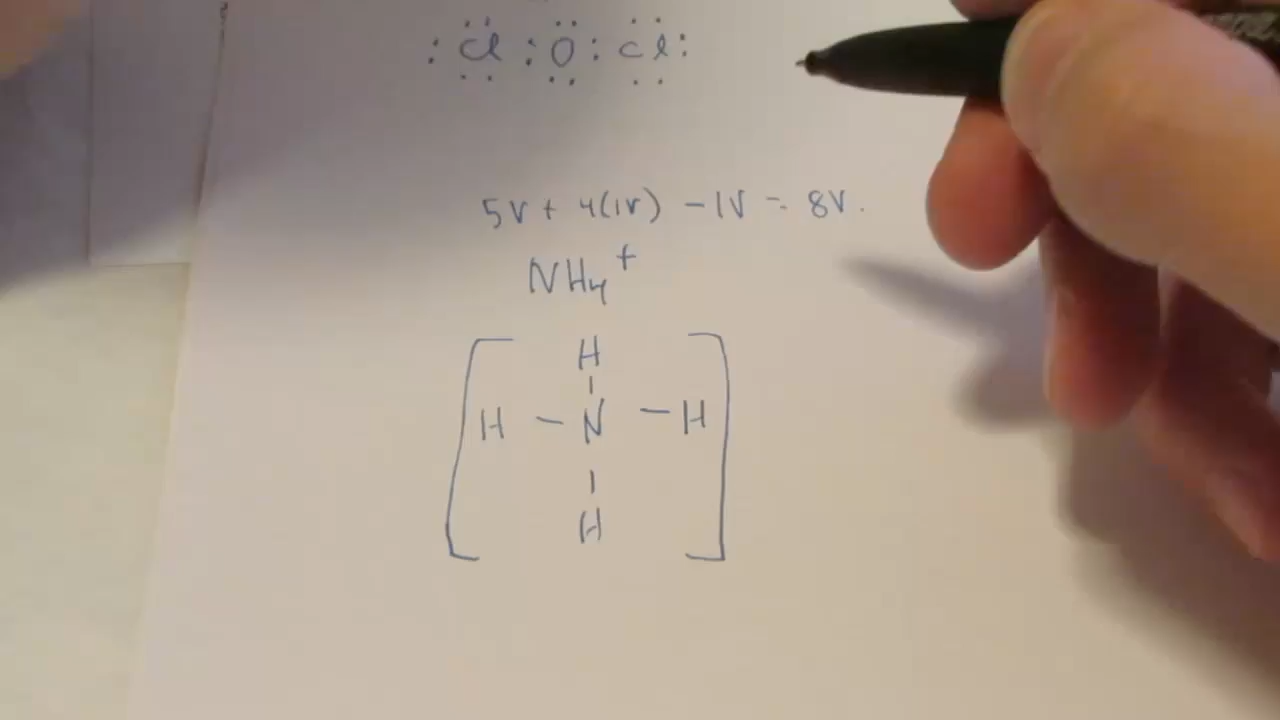 :Cl:O:Cl:
5V + 4(1V) - 1V = 8V.
NH4+
H
H - N - H
H